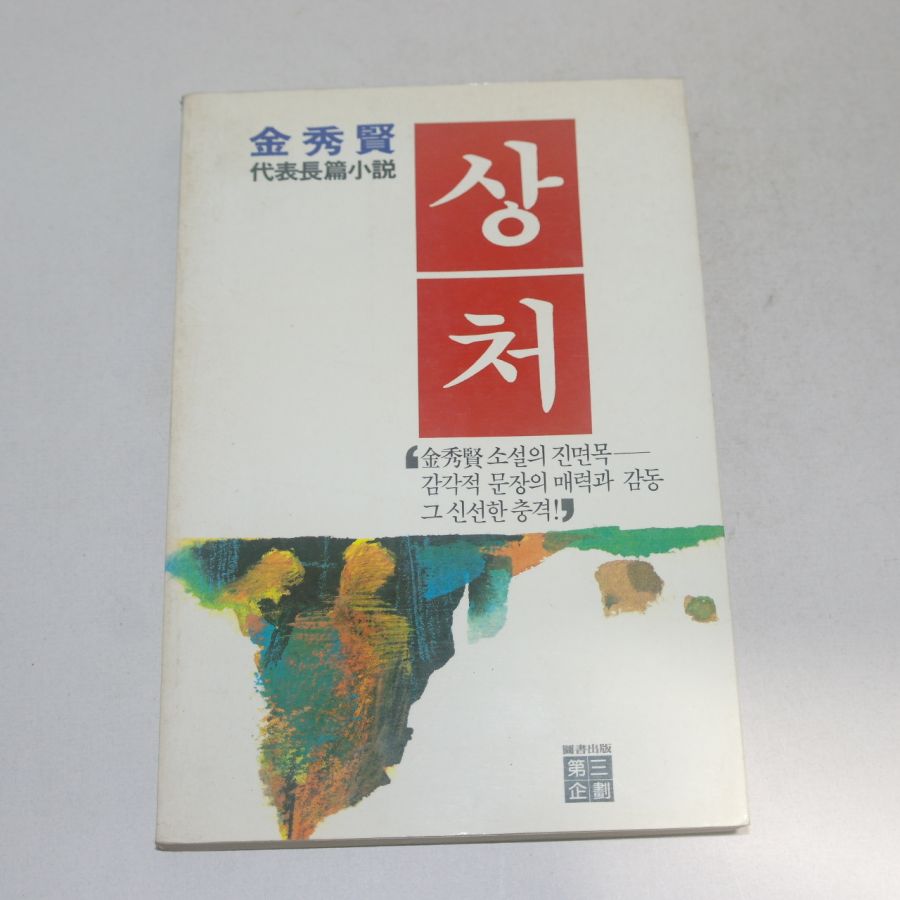 金秀賢
代表長篇小說
상
처
❛金秀賢 소설의 진면목──
감각적 문장의 매력과 감동
그 신선한 충격!❜
圖書出版
第三
企劃